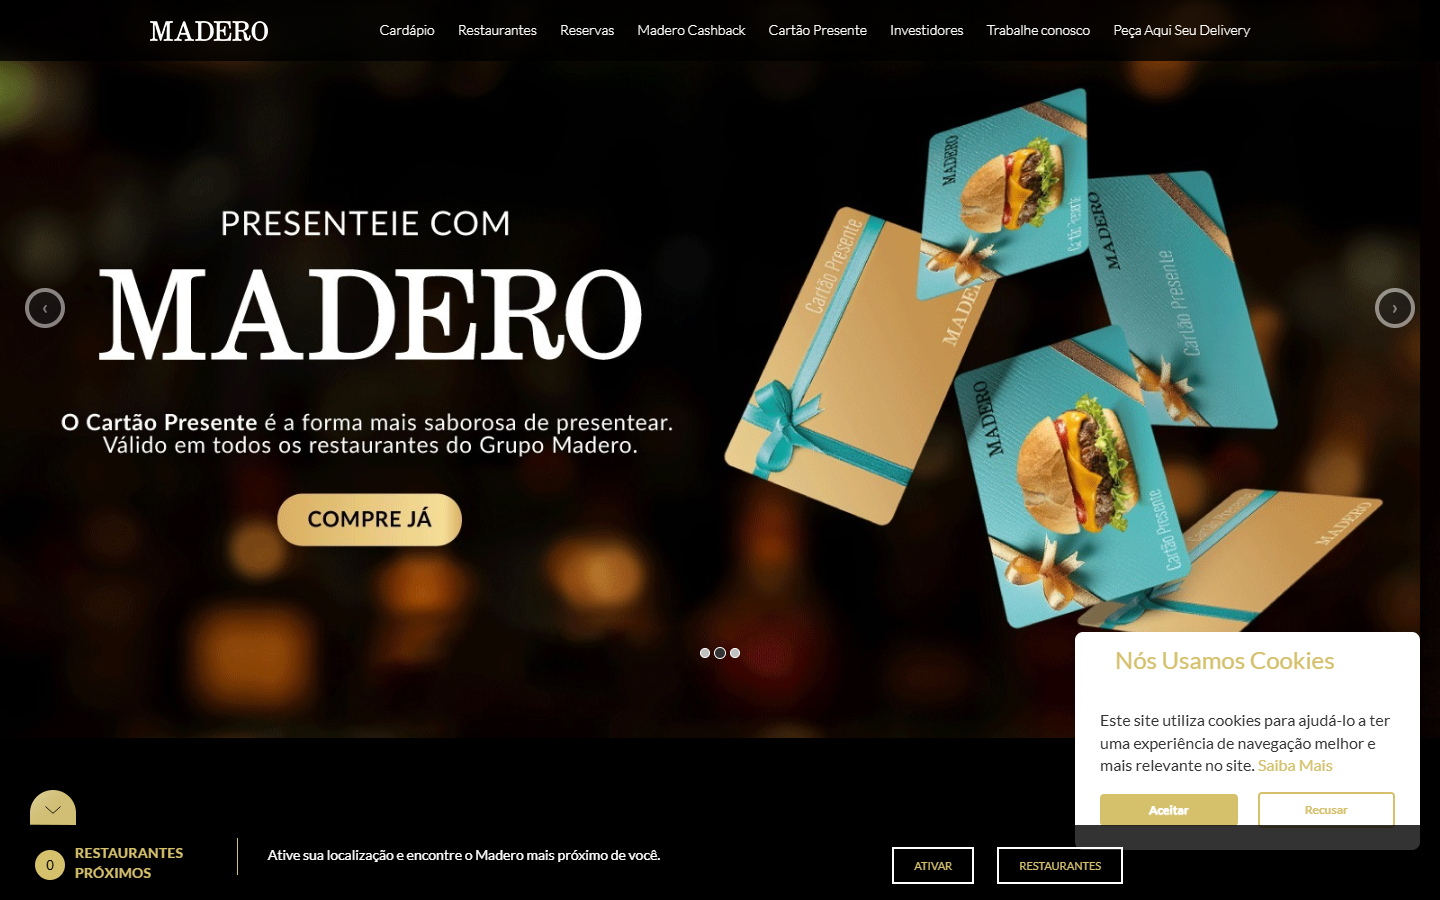 MADERO
Cardápio
Restaurantes
Reservas
Madero Cashback
Cartão Presente
Investidores
Trabalhe conosco
Peça Aqui Seu Delivery
PRESENTEIE COM
MADERO
O Cartão Presente é a forma mais saborosa de presentear.
Válido em todos os restaurantes do Grupo Madero.
COMPRE JÁ
MADERO
Cartão Presente
MADERO
Cartão Presente
MADERO
Cartão Presente
MADERO
Cartão Presente
MADERO
Cartão Presente
Nós Usamos Cookies
Este site utiliza cookies para ajudá-lo a ter
uma experiência de navegação melhor e
mais relevante no site. Saiba Mais
Aceitar
Recusar
0
RESTAURANTES
PRÓXIMOS
Ative sua localização e encontre o Madero mais próximo de você.
ATIVAR
RESTAURANTES